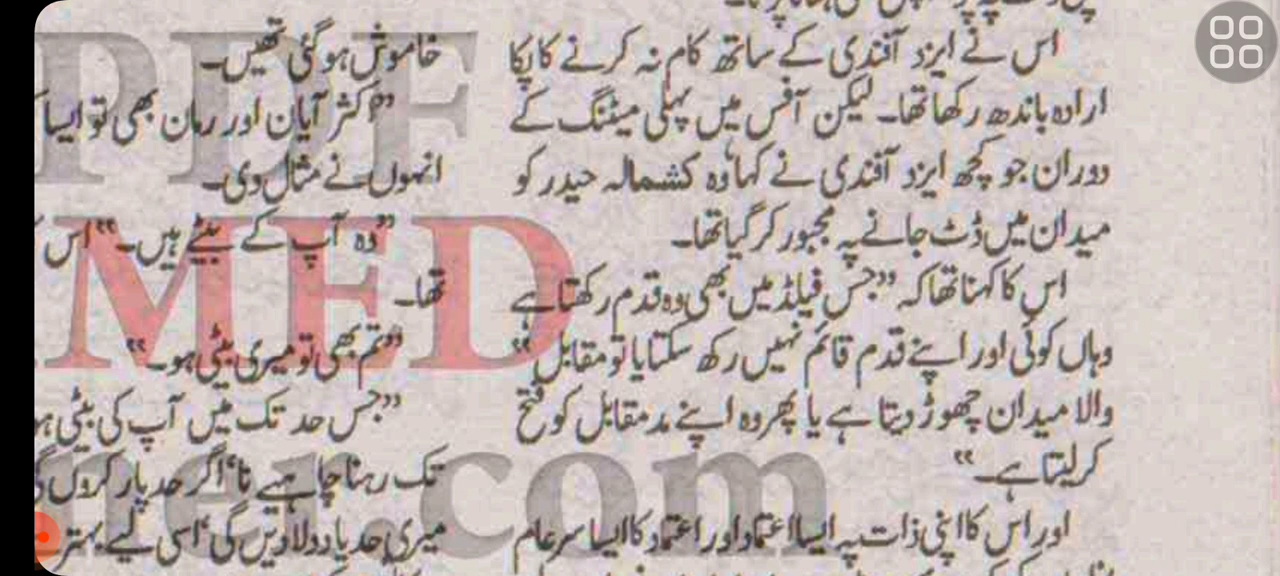 اس نے ایزد آفندی کے ساتھ کام نہ کرنے کا پکا
ارادہ باندھ رکھا تھا۔ لیکن آفس میں پہلی میٹنگ کے
دوران جو کچھ ایزد آفندی نے کہا وہ کشمالہ حیدر کو
میدان میں ڈٹ جانے پہ مجبور کر گیا تھا۔
اس کا کہنا تھا کہ ”جس فیلڈ میں بھی وہ قدم رکھتا ہے
وہاں کوئی اور اپنے قدم قائم نہیں رکھ سکتا یا تو مقابل“
والا میدان چھوڑ دیتا ہے یا پھر وہ اپنے مدمقابل کو فتح
کر لیتا ہے۔“
اور اس کا اپنی ذات پہ ایسا اعتماد اور اعتماد کا ایسا سرعام
خاموش ہو گئی تھیں۔
”اکثر آیان اور رمان بھی تو ایسا
انہوں نے مثال دی۔
”وہ آپ کے بیٹے ہیں۔“ اس
تھا۔
”تم بھی تو میری بیٹی ہو۔“
”جس حد تک میں آپ کی بیٹی
تک رہنا چاہیے نا‘ اگر حد پار کروں
میری حد یاد دلا دیں گی‘ اسی لیے بہتر
PDF
MED
ner.com